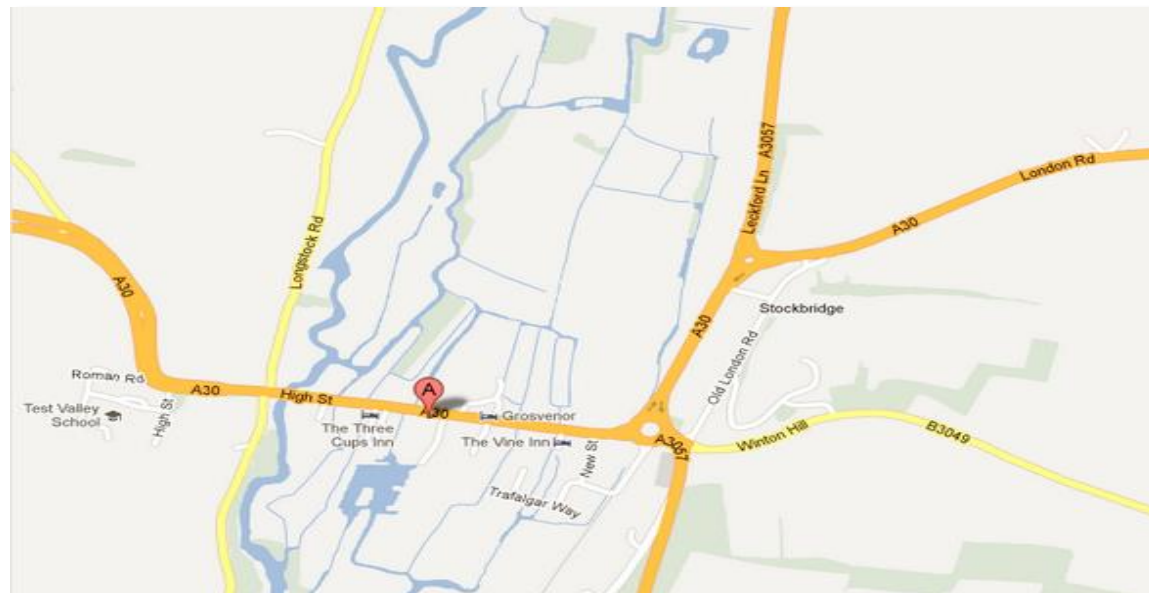 A3057
London Rd
Leckford Ln
A30
Longstock Rd
A30
Stockbridge
A30
Old London Rd
Roman Rd
A30
High St
A
A30
Test Valley
School
High St
The Three
Cups Inn
Grosvenor
The Vine Inn
New St
A3057
Winton Hill
B3049
Trafalgar Way